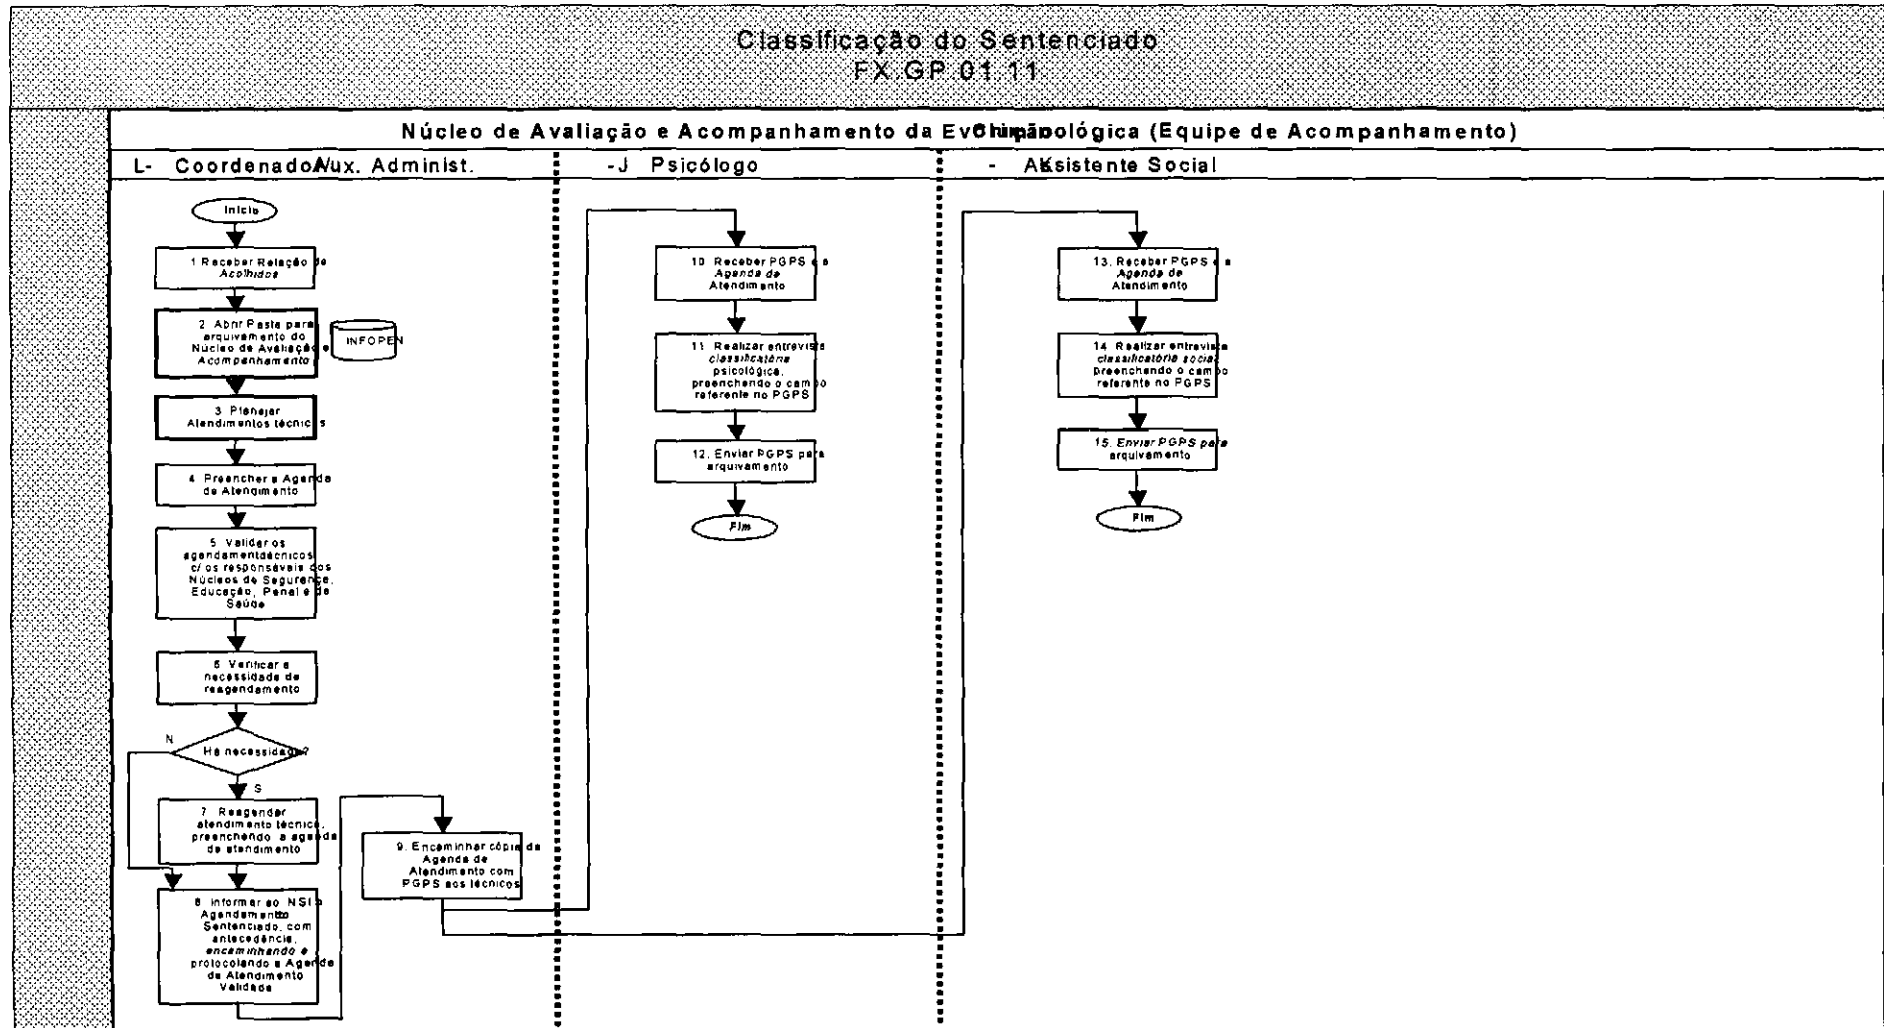 Classificação do Sentenciado
FX.GP.01.11
Núcleo de Avaliação e Acompanhamento da (Equipe de Acompanhamento)
L- Aux. Administ.
-J Psicólogo
Assistente Social
Início
1 Receber Relação de
Acolhidos
2. Abrir Pasta para
arquivamento do
Núcleo de Avaliação e
Acompanhamento
INFOPEN
3. Planejar
Atendimentos técnicos
4. Preencher a Agenda
de Atendimento
5. Validar os
c/ os responsáveis dos
Núcleos de Segurança,
Educação, Penal e de
Saúde
6. Verificar a
necessidade de
reagendamento
Há necessidade?
N
S
7. Reagendar
atendimento técnico,
preenchendo a agenda
de atendimento
8. Informar ao NSI o
Agendamento
Sentenciado, com
antecedência,
encaminhando e
protocolando a Agenda
de Atendimento
Validada
9. Encaminhar cópia da
Agenda de
Atendimento com
PGPS aos técnicos
10. Receber PGPS e a
Agenda de
Atendimento
11. Realizar entrevista
classificatória
psicológica,
preenchendo o campo
referente no PGPS
12. Enviar PGPS para
arquivamento
Fim
13. Receber PGPS e a
Agenda de
Atendimento
14. Realizar entrevista
classificatória social
preenchendo o campo
referente no PGPS
15. Enviar PGPS para
arquivamento
Fim